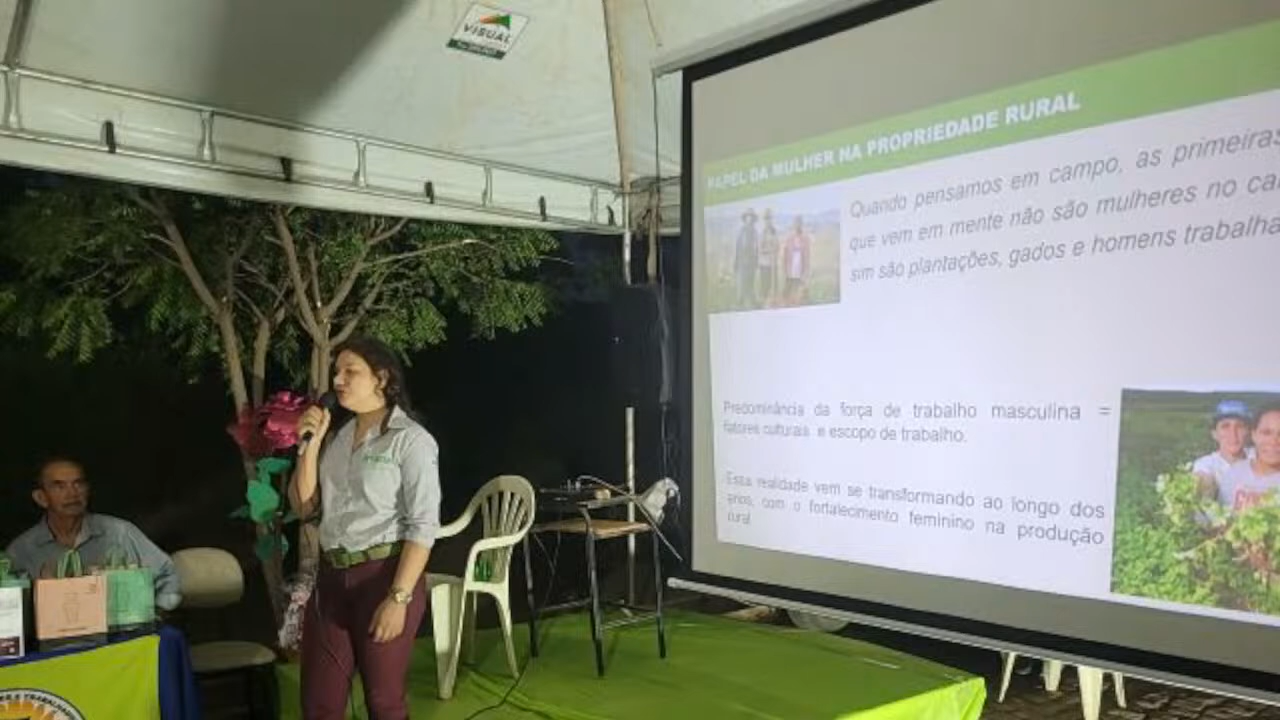 VISUAL
PAPEL DA MULHER NA PROPRIEDADE RURAL
Quando pensamos em campo, as primeiras
que vem em mente não são mulheres no ca
sim são plantações, gados e homens trabalha
Predominância da força de trabalho masculina =
fatores culturais e escopo de trabalho.
Essa realidade vem se transformando ao longo dos
anos, com o fortalecimento feminino na produção
rural